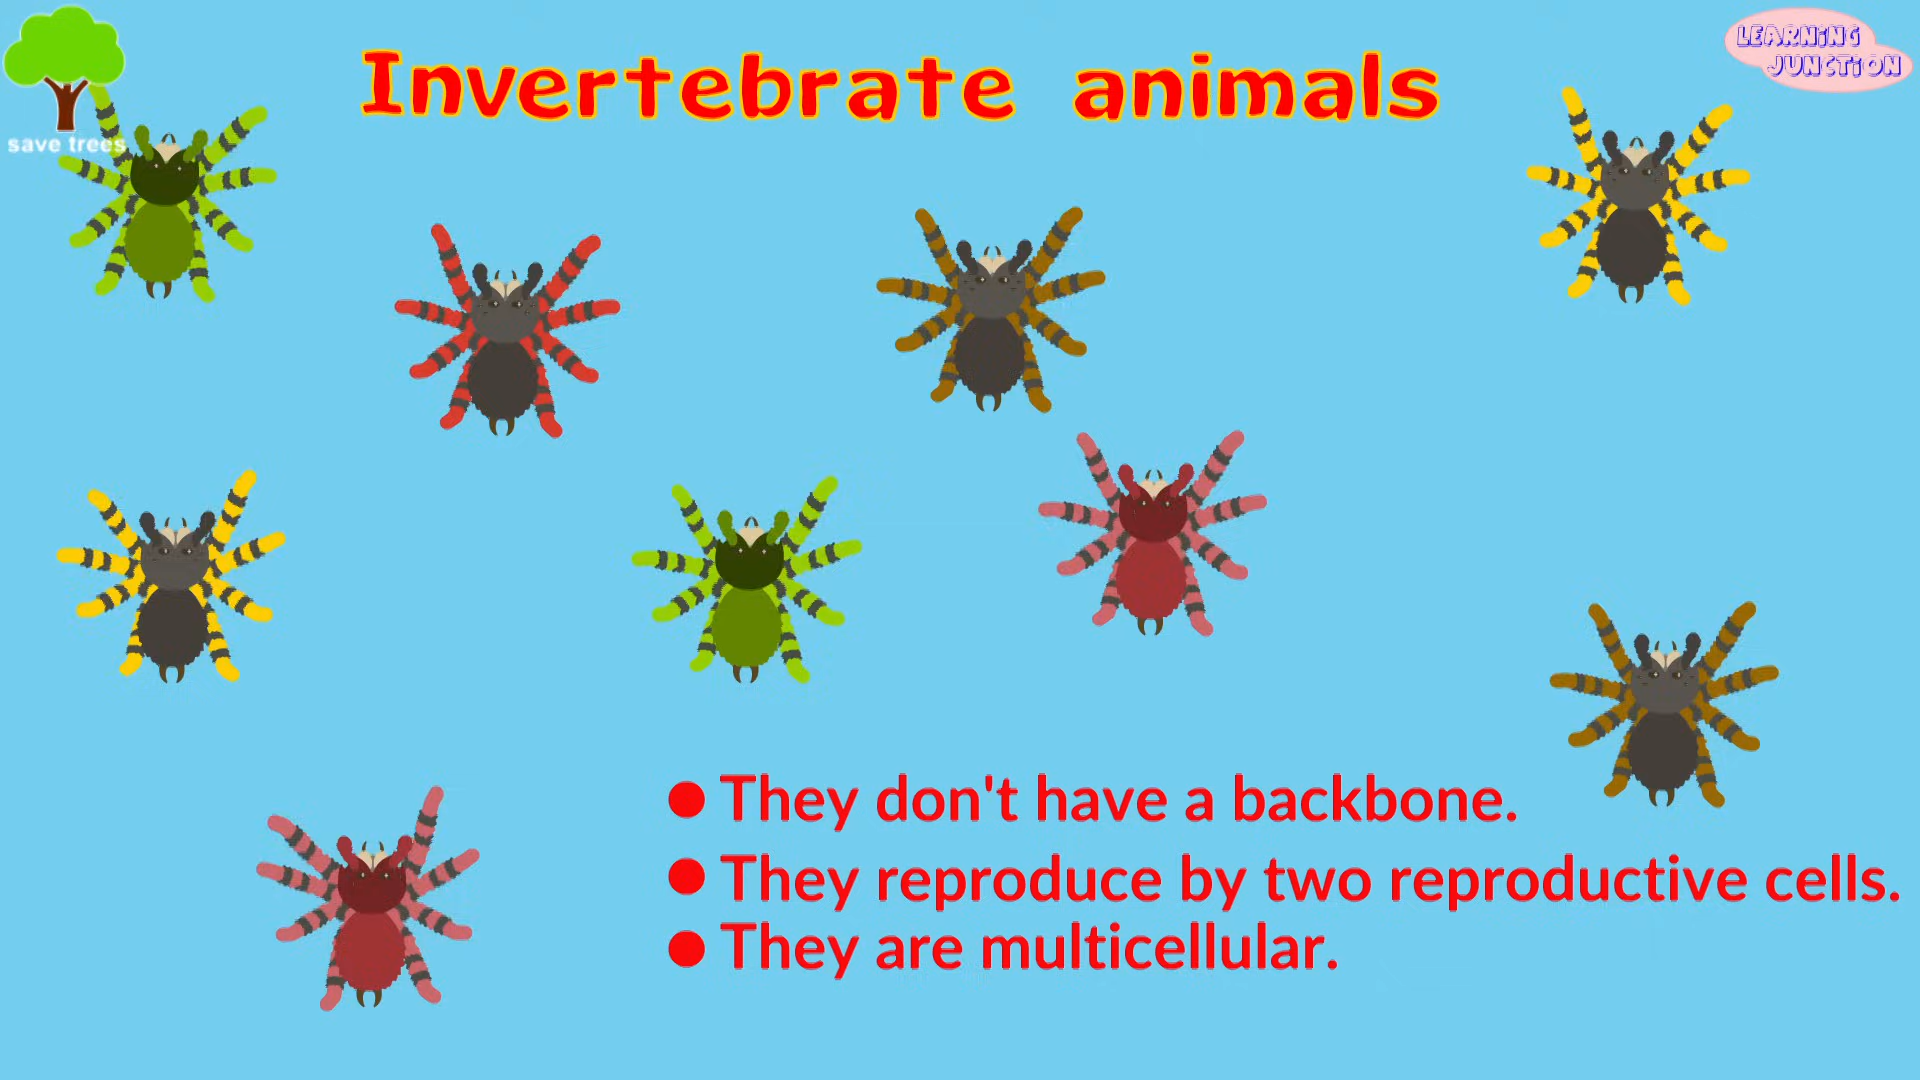 Invertebrate animals
LEARNING
JUNCTION
save trees
● They don't have a backbone.
● They reproduce by two reproductive cells.
● They are multicellular.